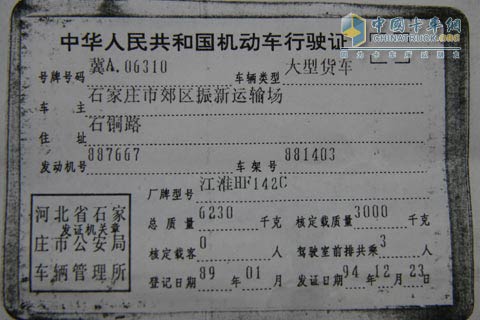 中国卡车网
CHINATRUCK.ORG
中华人民共和国机动车行驶证
号牌号码 冀A.06310 车辆类型 大型货车
车主 石家庄市郊区振新运输场
住址 石铜路
发动机号 887667 车架号 881403
厂牌型号 江淮HF142C
总质量 6230 千克 核定载质量 3000 千克
核定载客 0 人 驾驶室前排共乘 3 人
登记日期 89 年 01 月 发证日期 94 年 12 月 23 日
河北省石家
发证机关章
庄市公安局
车辆管理所